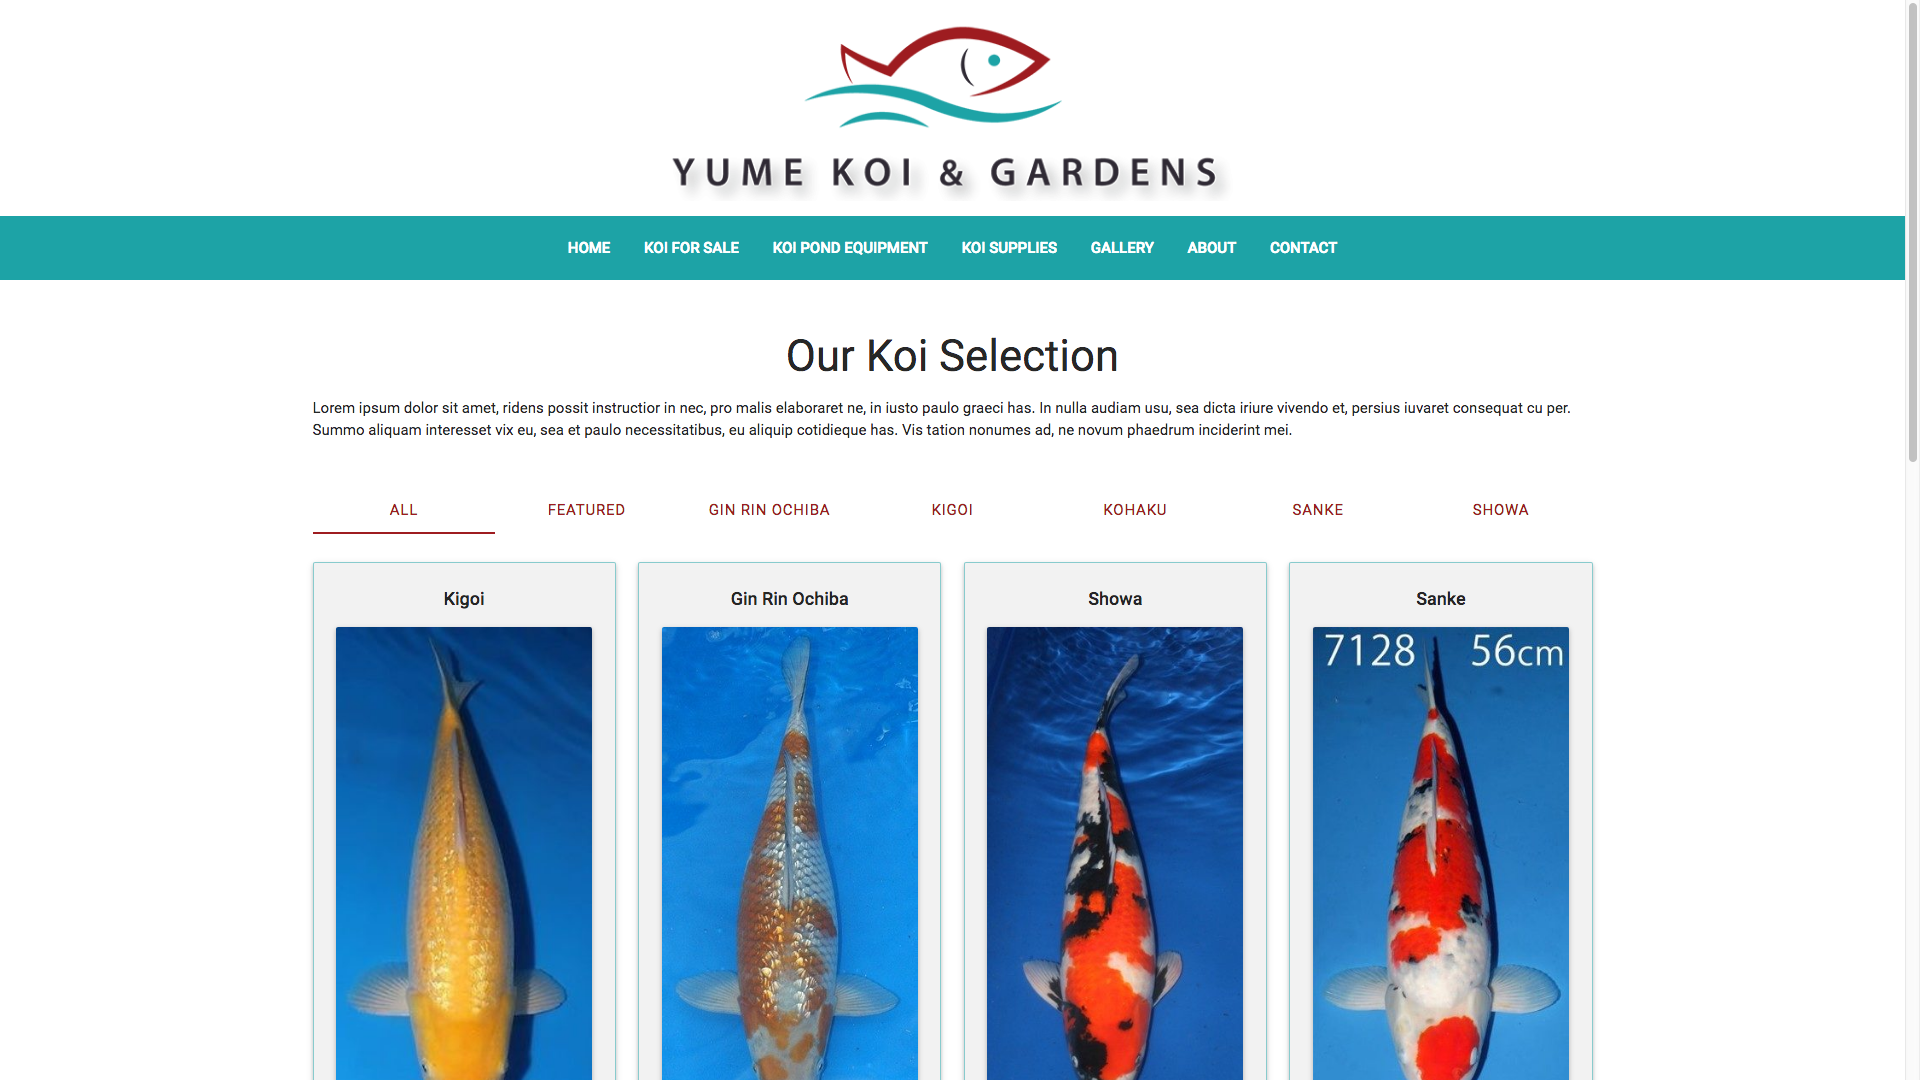 YUME KOI & GARDENS
HOME KOI FOR SALE KOI POND EQUIPMENT KOI SUPPLIES GALLERY ABOUT CONTACT
Our Koi Selection
Lorem ipsum dolor sit amet, ridens possit instructior in nec, pro malis elaboraret ne, in iusto paulo graeci has. In nulla audiam usu, sea dicta iriure vivendo et, persius iuvaret consequat cu per.
Summo aliquam interesset vix eu, sea et paulo necessitatibus, eu aliquip cotidieque has. Vis tation nonumes ad, ne novum phaedrum inciderint mei.
ALL FEATURED GIN RIN OCHIBA KIGOI KOHAKU SANKE SHOWA
Kigoi
Gin Rin Ochiba
Showa
Sanke
7128 56cm